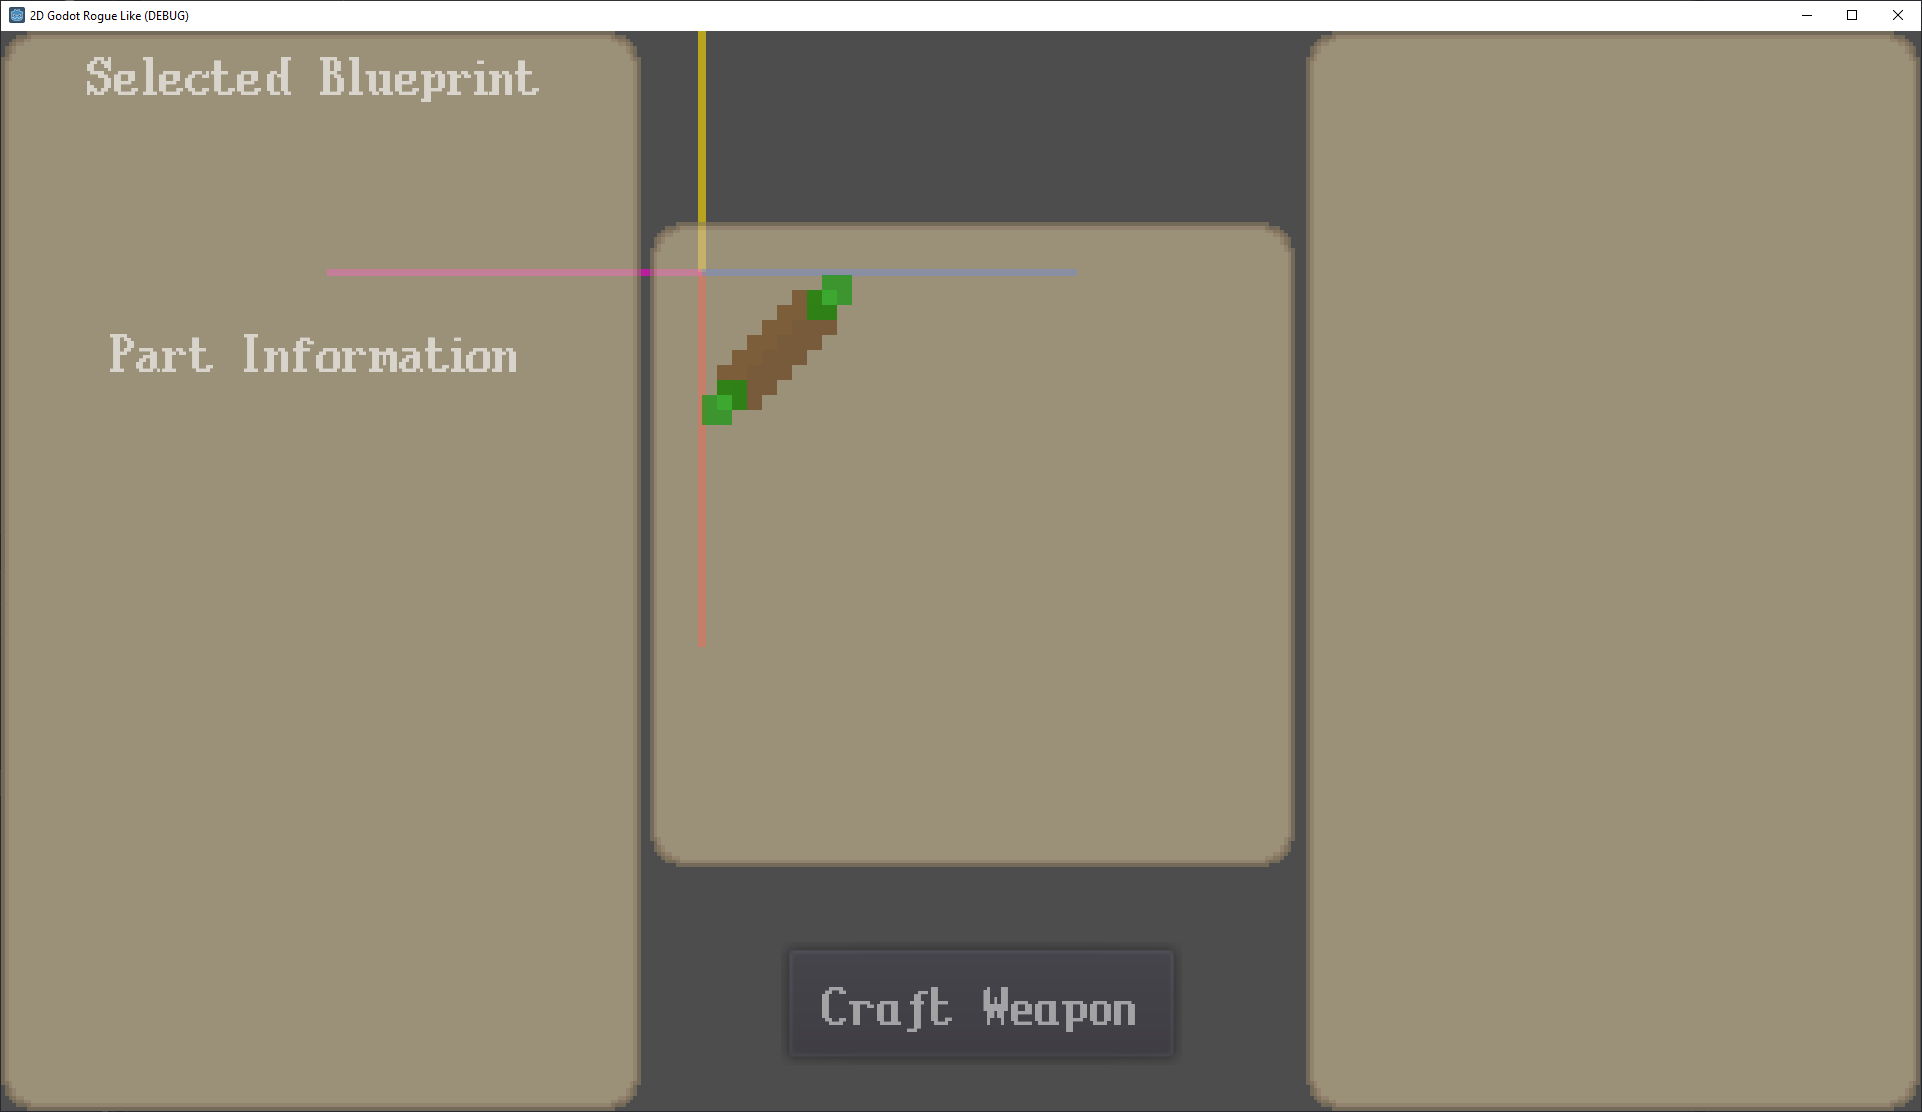 2D Godot Rogue Like (DEBUG)
Selected Blueprint
Part Information
Craft Weapon